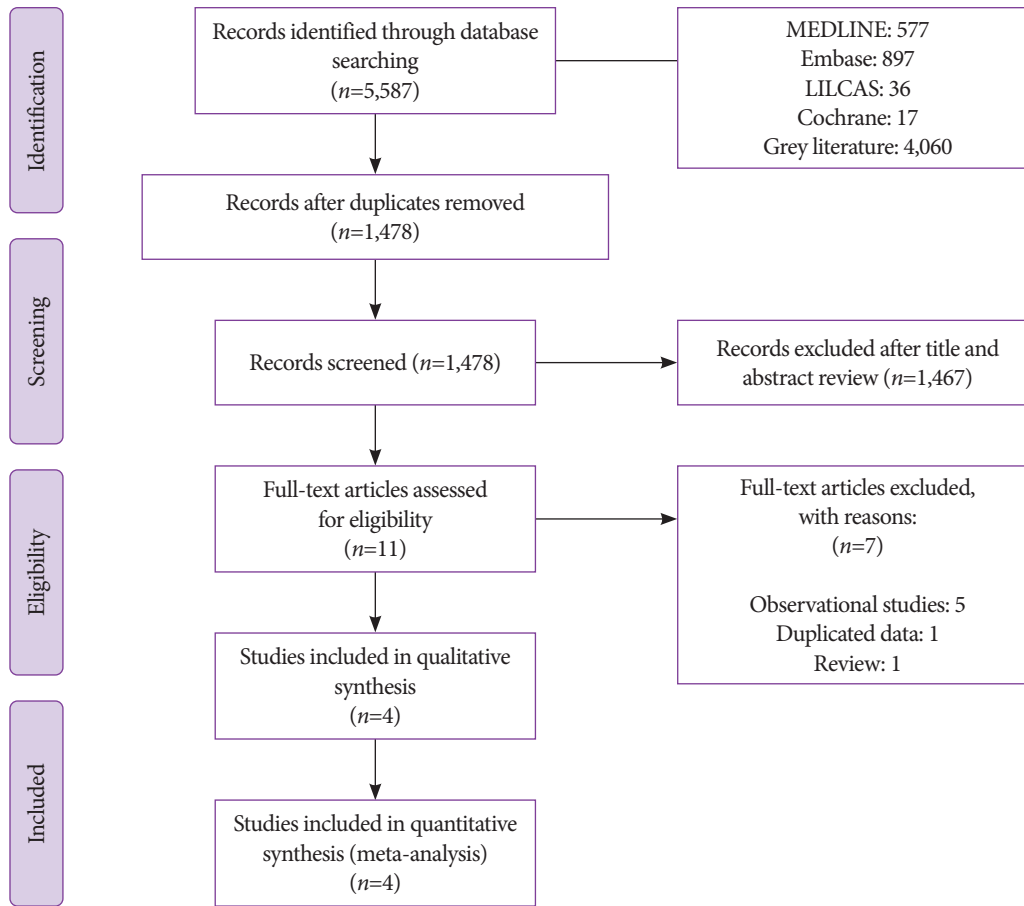 Identification
Records identified through database
searching
(n=5,587)
MEDLINE: 577
Embase: 897
LILCAS: 36
Cochrane: 17
Grey literature: 4,060
Records after duplicates removed
(n=1,478)
Screening
Records screened (n=1,478)
Records excluded after title and
abstract review (n=1,467)
Eligibility
Full-text articles assessed
for eligibility
(n=11)
Full-text articles excluded,
with reasons:
(n=7)
Observational studies: 5
Duplicated data: 1
Review: 1
Studies included in qualitative
synthesis
(n=4)
Included
Studies included in quantitative
synthesis (meta-analysis)
(n=4)